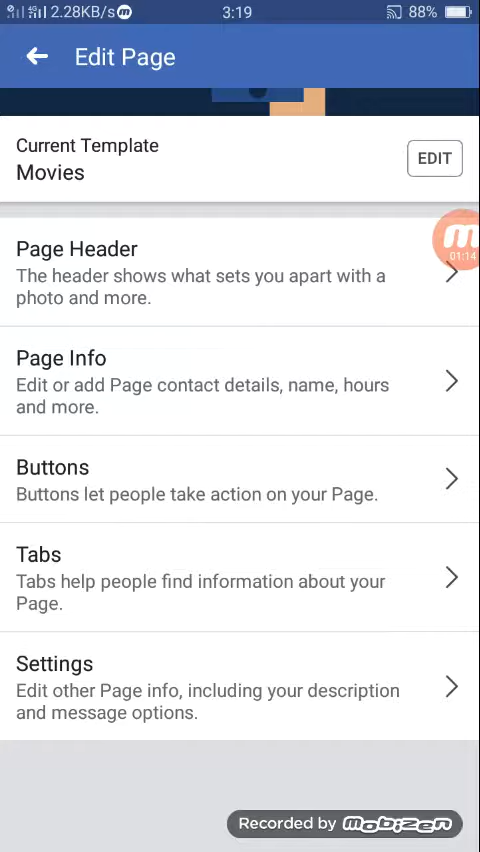 2.28KB/s m 3:19 88%
Edit Page
Current Template
Movies
EDIT
Page Header
The header shows what sets you apart with a
photo and more.
01:14
Page Info
Edit or add Page contact details, name, hours
and more.
Buttons
Buttons let people take action on your Page.
Tabs
Tabs help people find information about your
Page.
Settings
Edit other Page info, including your description
and message options.
Recorded by mobizen